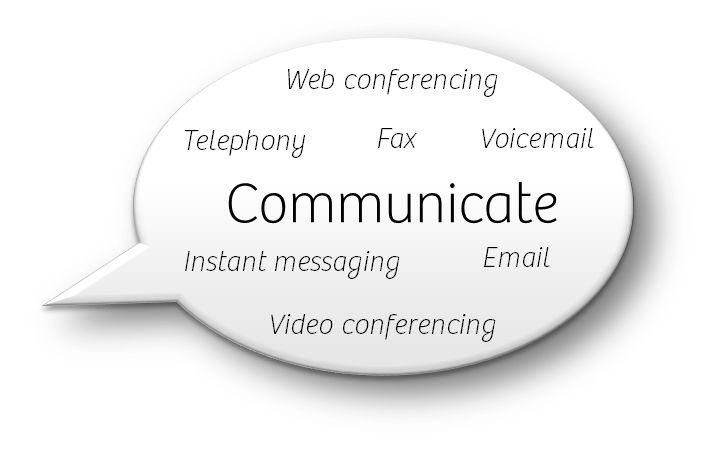 Web conferencing
Telephony Fax Voicemail
Communicate
Instant messaging Email
Video conferencing